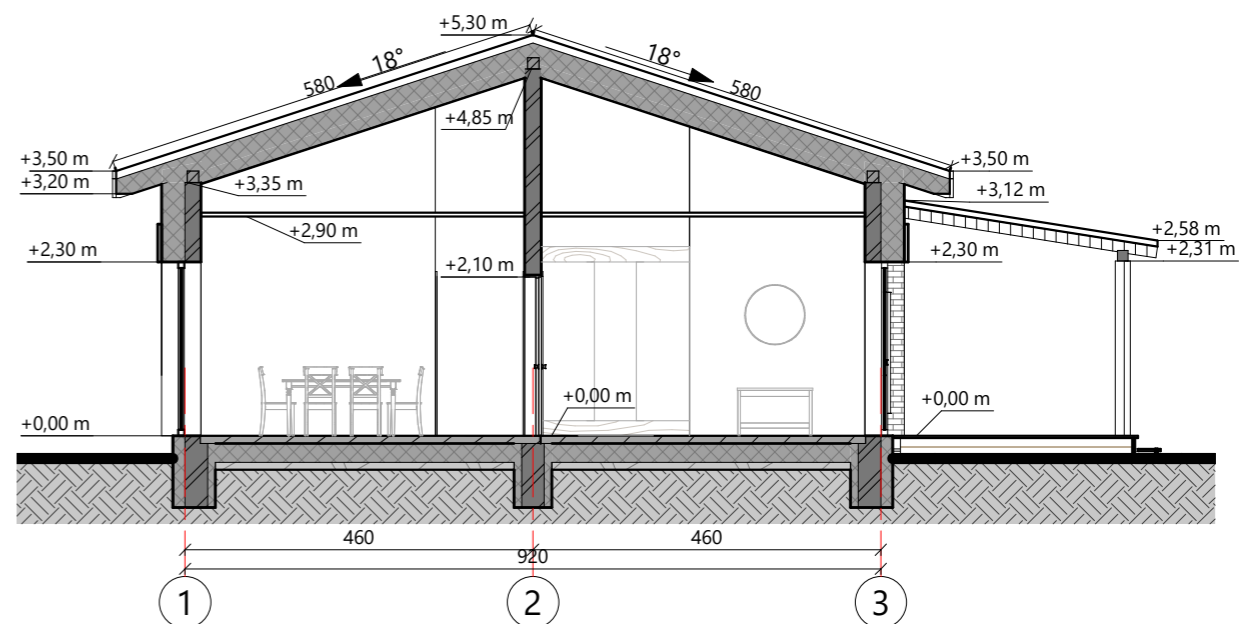 +5,30 m
18°
18°
580
580
+4,85 m
+3,50 m
+3,50 m
+3,20 m
+3,35 m
+3,12 m
+2,90 m
+2,58 m
+2,30 m
+2,10 m
+2,30 m
+2,31 m
+0,00 m
+0,00 m
+0,00 m
460
460
920
1
2
3